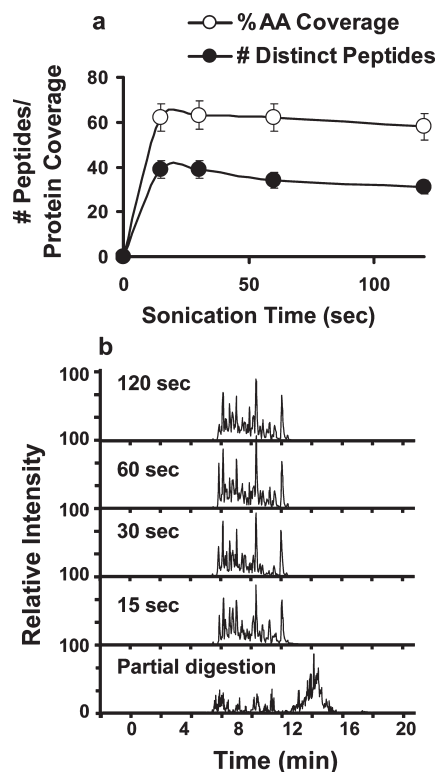 a
%AA Coverage
# Distinct Peptides
# Peptides/
Protein Coverage
80
60
40
20
0
0 50 100
Sonication Time (sec)
b
Relative Intensity
100
120 sec
100
60 sec
100
30 sec
100
15 sec
100
Partial digestion
0
0 4 8 12 16 20
Time (min)